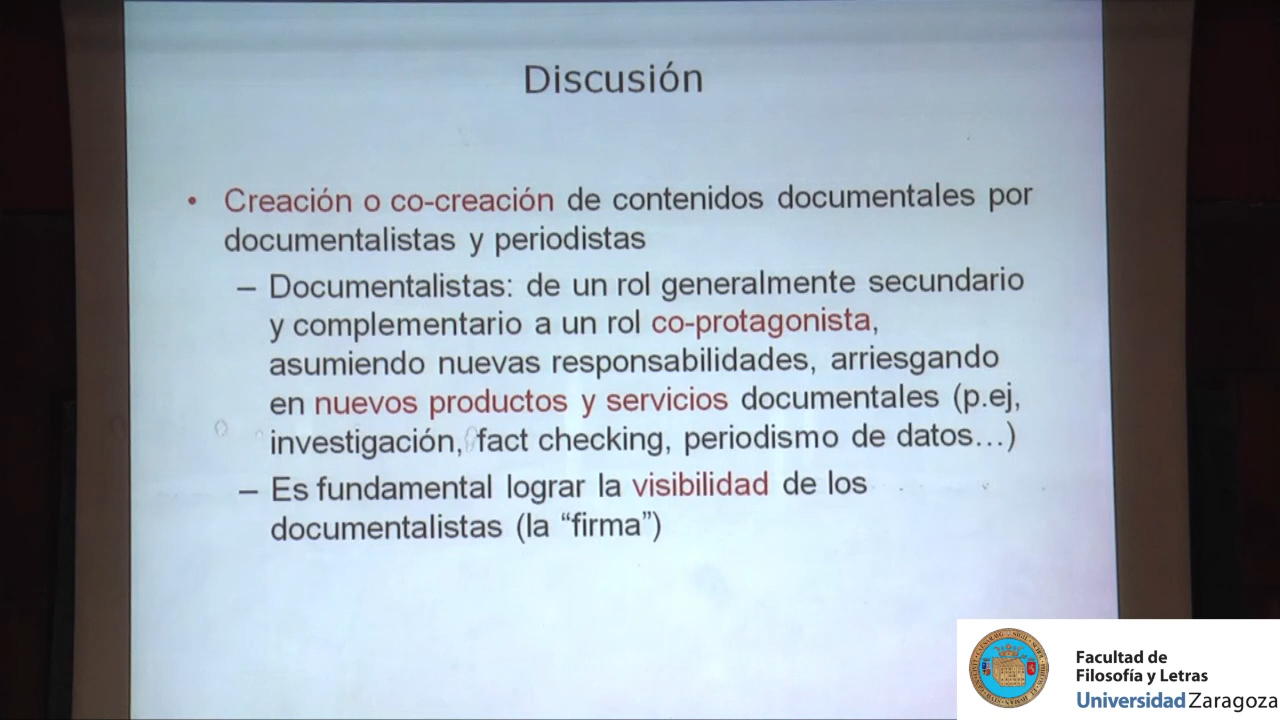 Discusión
• Creación o co-creación de contenidos documentales por
documentalistas y periodistas
– Documentalistas: de un rol generalmente secundario
y complementario a un rol co-protagonista,
asumiendo nuevas responsabilidades, arriesgando
en nuevos productos y servicios documentales (p.ej,
investigación, fact checking, periodismo de datos…)
– Es fundamental lograr la visibilidad de los
documentalistas (la “firma”)
Facultad de
Filosofía y Letras
Universidad Zaragoza